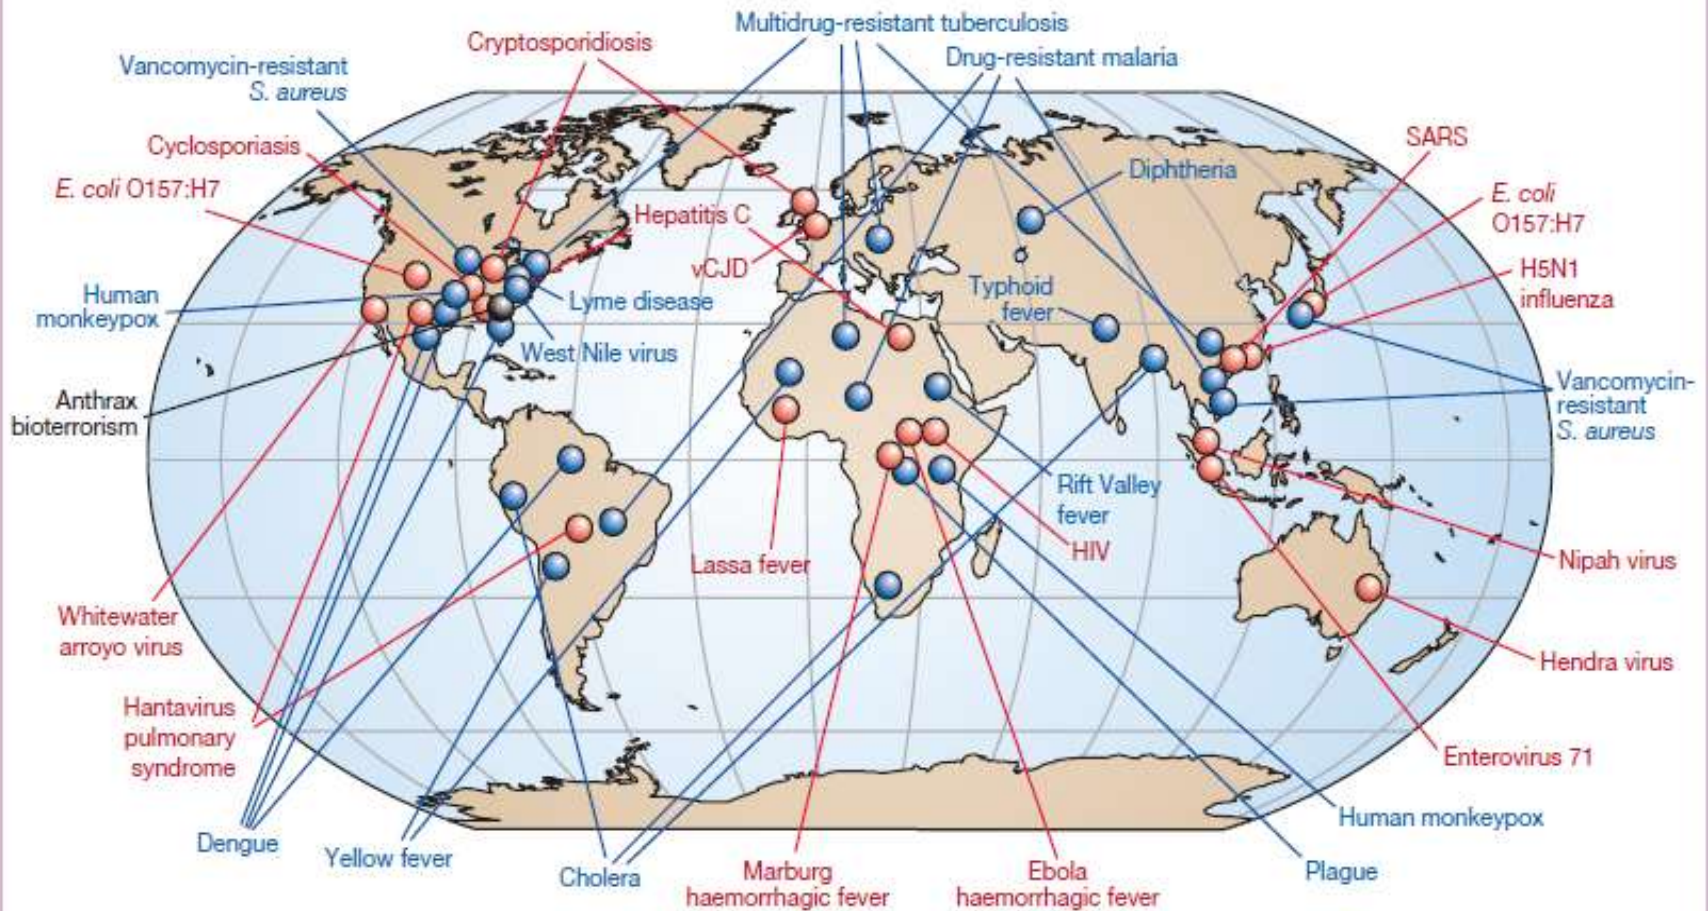 Multidrug-resistant tuberculosis
Cryptosporidiosis
Drug-resistant malaria
Vancomycin-resistant
S. aureus
Cyclosporiasis
SARS
Diphtheria
E. coli O157:H7
E. coli
O157:H7
Hepatitis C
vCJD
H5N1
influenza
Human
monkeypox
Lyme disease
Typhoid
fever
West Nile virus
Anthrax
bioterrorism
Vancomycin-
resistant
S. aureus
Rift Valley
fever
HIV
Lassa fever
Nipah virus
Whitewater
arroyo virus
Hendra virus
Hantavirus
pulmonary
syndrome
Enterovirus 71
Human monkeypox
Dengue
Yellow fever
Cholera
Marburg
haemorrhagic fever
Ebola
haemorrhagic fever
Plague